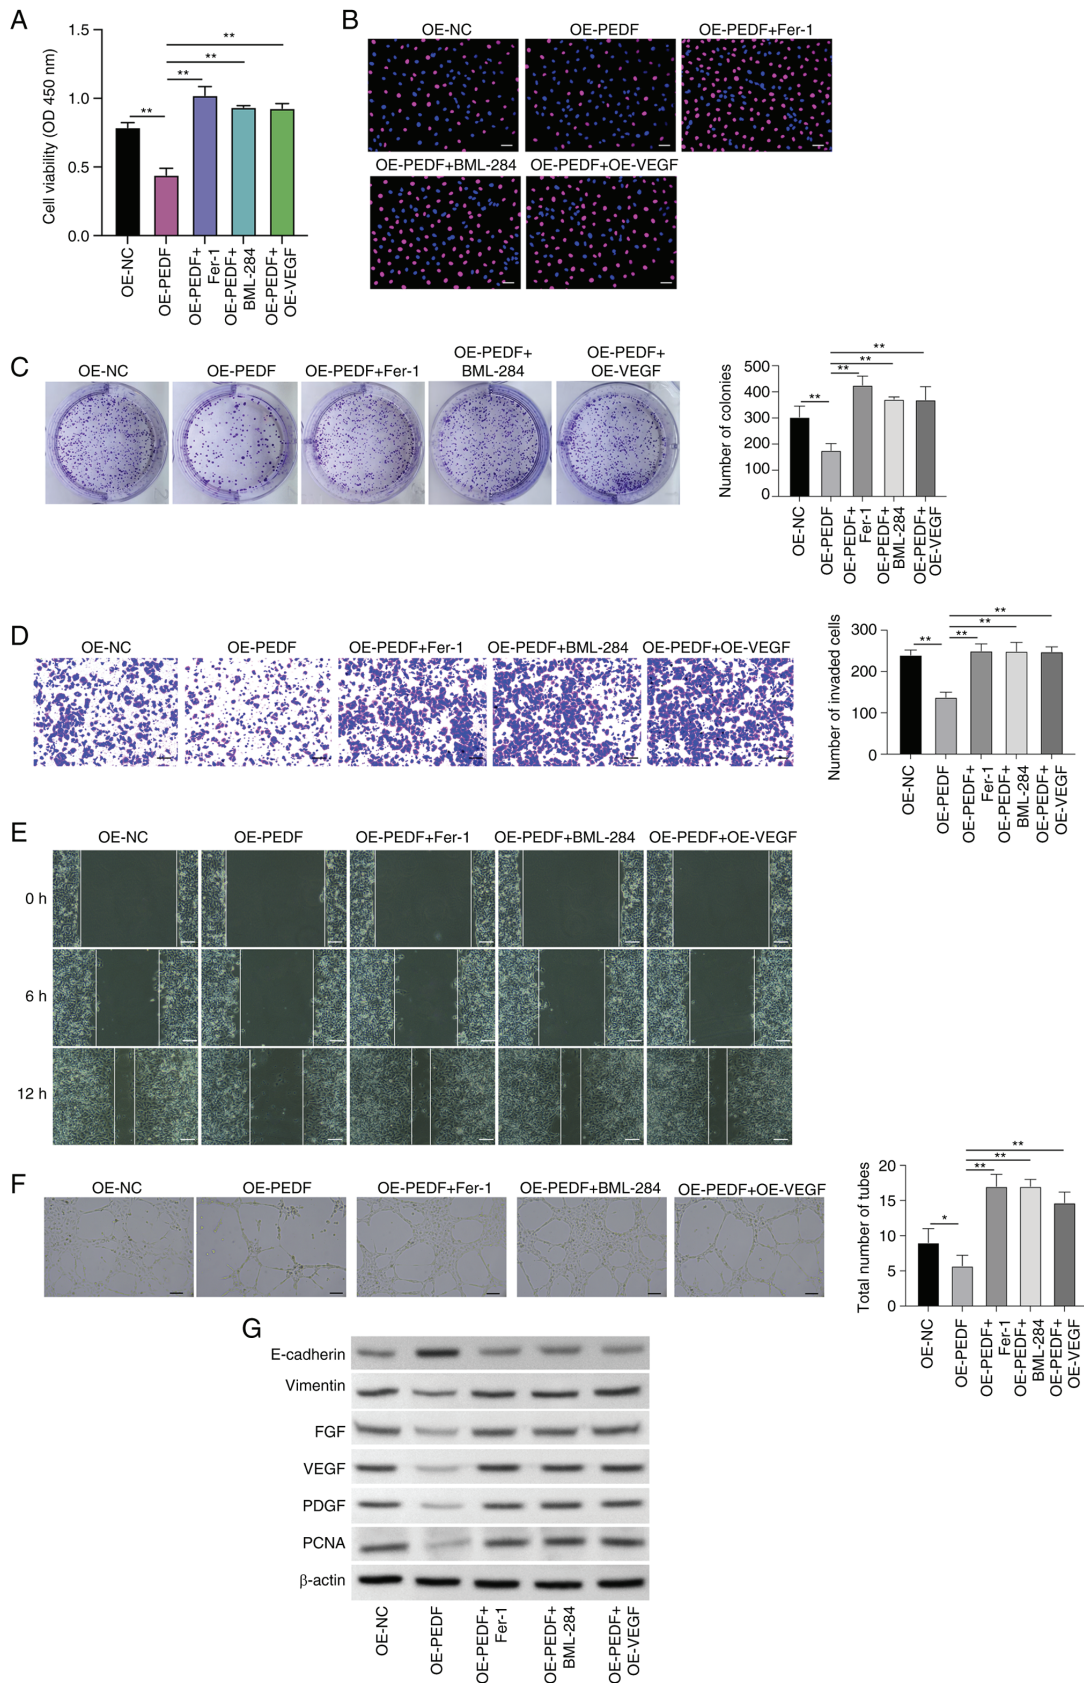 A
Cell viability (OD 450 nm)
1.5
1.0
0.5
0.0
**
**
**
**
OE-NC
OE-PEDF
OE-PEDF+
Fer-1
OE-PEDF+
BML-284
OE-PEDF+
OE-VEGF
B
OE-NC
OE-PEDF
OE-PEDF+Fer-1
OE-PEDF+BML-284
OE-PEDF+OE-VEGF
C
OE-NC
OE-PEDF
OE-PEDF+Fer-1
OE-PEDF+
BML-284
OE-PEDF+
OE-VEGF
Number of colonies
500
400
300
200
100
0
**
**
**
**
OE-NC
OE-PEDF
OE-PEDF+
Fer-1
OE-PEDF+
BML-284
OE-PEDF+
OE-VEGF
D
OE-NC
OE-PEDF
OE-PEDF+Fer-1
OE-PEDF+BML-284
OE-PEDF+OE-VEGF
Number of invaded cells
300
200
100
0
**
**
**
**
OE-NC
OE-PEDF
OE-PEDF+
Fer-1
OE-PEDF+
BML-284
OE-PEDF+
OE-VEGF
E
OE-NC
OE-PEDF
OE-PEDF+Fer-1
OE-PEDF+BML-284
OE-PEDF+OE-VEGF
0 h
6 h
12 h
F
OE-NC
OE-PEDF
OE-PEDF+Fer-1
OE-PEDF+BML-284
OE-PEDF+OE-VEGF
Total number of tubes
20
15
10
5
0
**
**
**
*
OE-NC
OE-PEDF
OE-PEDF+
Fer-1
OE-PEDF+
BML-284
OE-PEDF+
OE-VEGF
G
E-cadherin
Vimentin
FGF
VEGF
PDGF
PCNA
β-actin
OE-NC
OE-PEDF
OE-PEDF+
Fer-1
OE-PEDF+
BML-284
OE-PEDF+
OE-VEGF